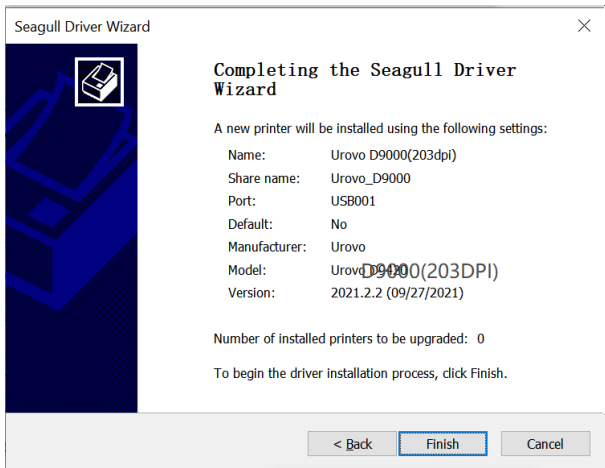 Seagull Driver Wizard
Completing the Seagull Driver
Wizard
A new printer will be installed using the following settings:
Name: Urovo D9000(203dpi)
Share name: Urovo_D9000
Port: USB001
Default: No
Manufacturer: Urovo
Model: Urovo D9000(203DPI)
Version: 2021.2.2 (09/27/2021)
Number of installed printers to be upgraded: 0
To begin the driver installation process, click Finish.
< Back Finish Cancel